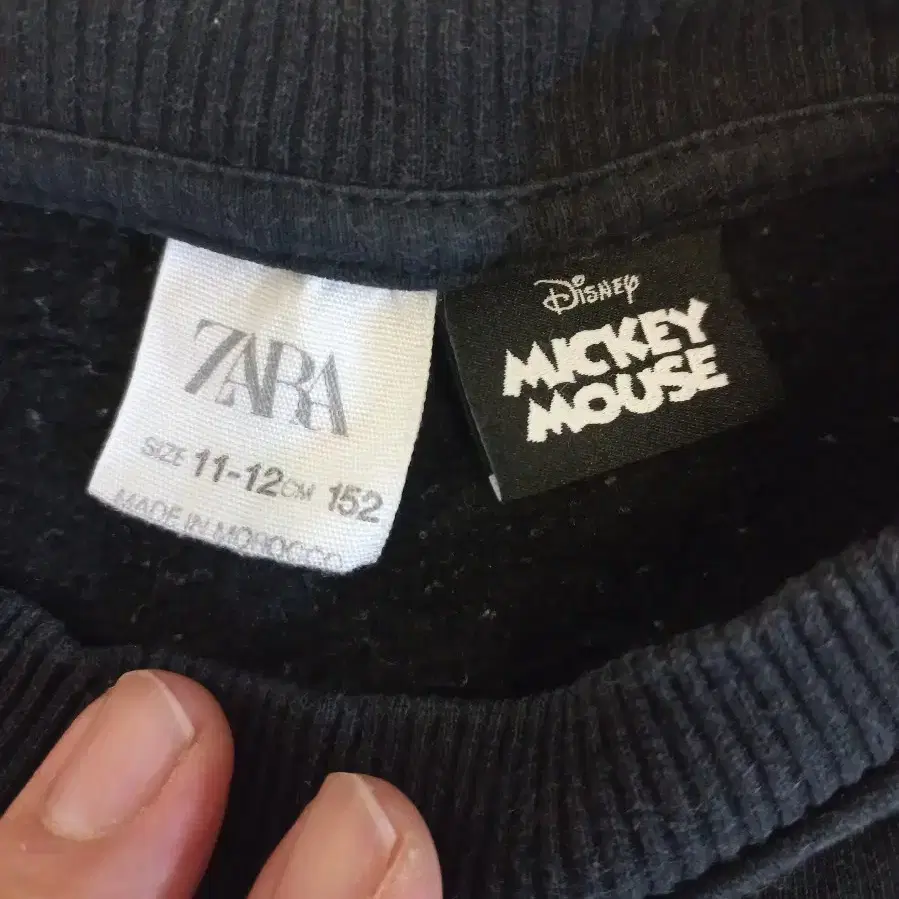 ZARA
SIZE 11-12 CM 152
MADE IN MOROCCO
Disney
MICKEY
MOUSE